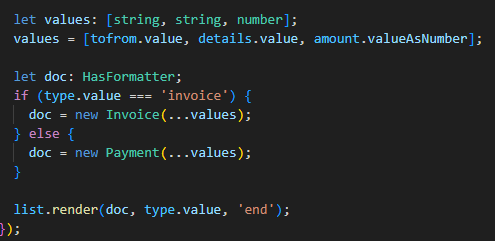 let values: [string, string, number];
values = [tofrom.value, details.value, amount.valueAsNumber];
let doc: HasFormatter;
if (type.value === 'invoice') {
doc = new Invoice(...values);
} else {
doc = new Payment(...values);
}
list.render(doc, type.value, 'end');
});